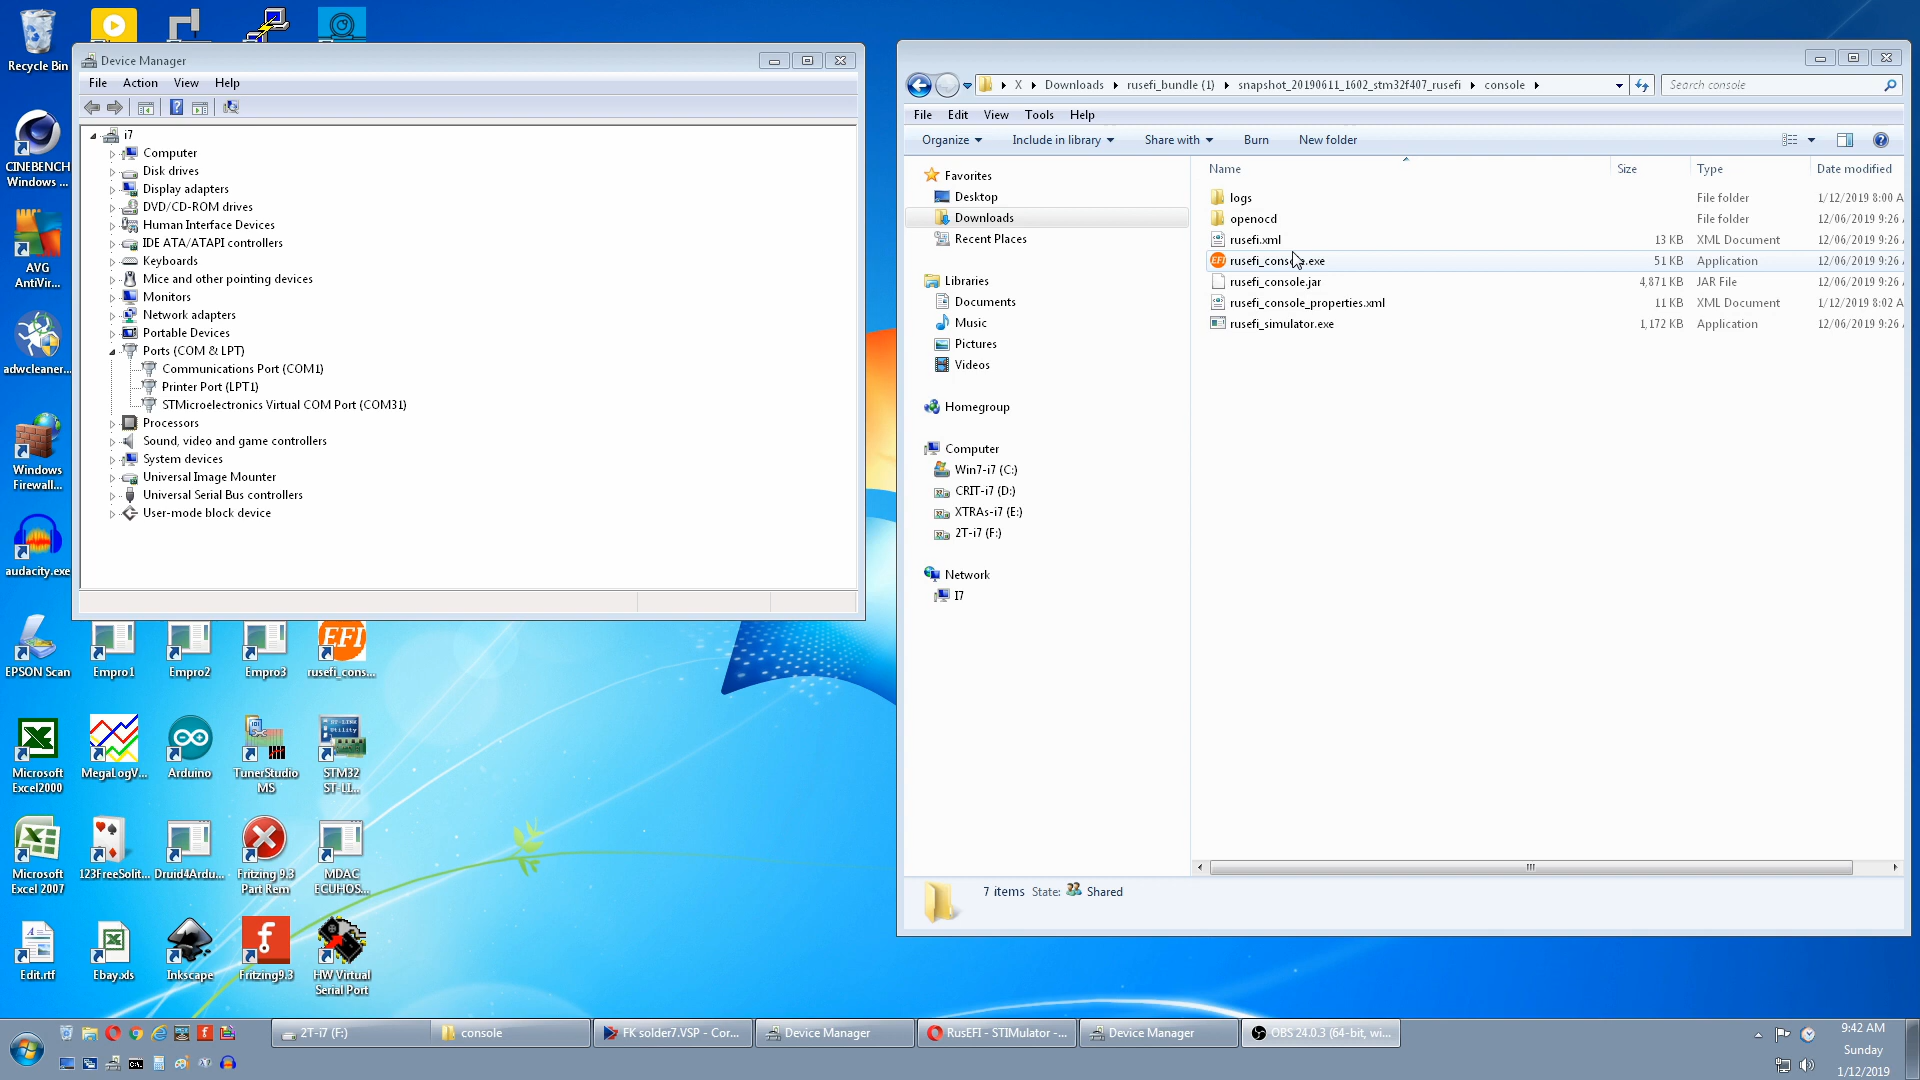 Recycle Bin
CINEBENCH
Windows ...
AVG
AntiVir...
adwcleaner...
Windows
Firewall...
audacity.exe
EPSON Scan
Empro1
Empro2
Empro3
rusefi_cons...
Microsoft
Excel2000
MegaLogV...
Arduino
TunerStudio
MS
STM32
ST-LI...
Microsoft
Excel 2007
123FreeSolit...
Druid4Ardu...
Fritzing 9.3
Part Rem
MDAC
ECUHOS...
Edit.rtf
Ebay.xls
Inkscape
Fritzing9.3
HW Virtual
Serial Port
Device Manager
File Action View Help
i7
Computer
Disk drives
Display adapters
DVD/CD-ROM drives
Human Interface Devices
IDE ATA/ATAPI controllers
Keyboards
Mice and other pointing devices
Monitors
Network adapters
Portable Devices
Ports (COM & LPT)
Communications Port (COM1)
Printer Port (LPT1)
STMicroelectronics Virtual COM Port (COM31)
Processors
Sound, video and game controllers
System devices
Universal Image Mounter
Universal Serial Bus controllers
User-mode block device
X Downloads rusefi_bundle (1) snapshot_20190611_1602_stm32f407_rusefi console
Search console
File Edit View Tools Help
Organize Include in library Share with Burn New folder
Favorites
Desktop
Downloads
Recent Places
Libraries
Documents
Music
Pictures
Videos
Homegroup
Computer
Win7-i7 (C:)
CRIT-i7 (D:)
XTRAs-i7 (E:)
2T-i7 (F:)
Network
I7
Name Size Type Date modified
logs File folder 1/12/2019 8:00 A
openocd File folder 12/06/2019 9:26
rusefi.xml 13 KB XML Document 12/06/2019 9:26
rusefi_console.exe 51 KB Application 12/06/2019 9:26
rusefi_console.jar 4,871 KB JAR File 12/06/2019 9:26
rusefi_console_properties.xml 11 KB XML Document 1/12/2019 8:02 A
rusefi_simulator.exe 1,172 KB Application 12/06/2019 9:26
7 items State: Shared
2T-i7 (F:)
console
FK solder7.VSP - Cor...
Device Manager
RusEFI - STIMulator -...
Device Manager
OBS 24.0.3 (64-bit, wi...
9:42 AM
Sunday
1/12/2019